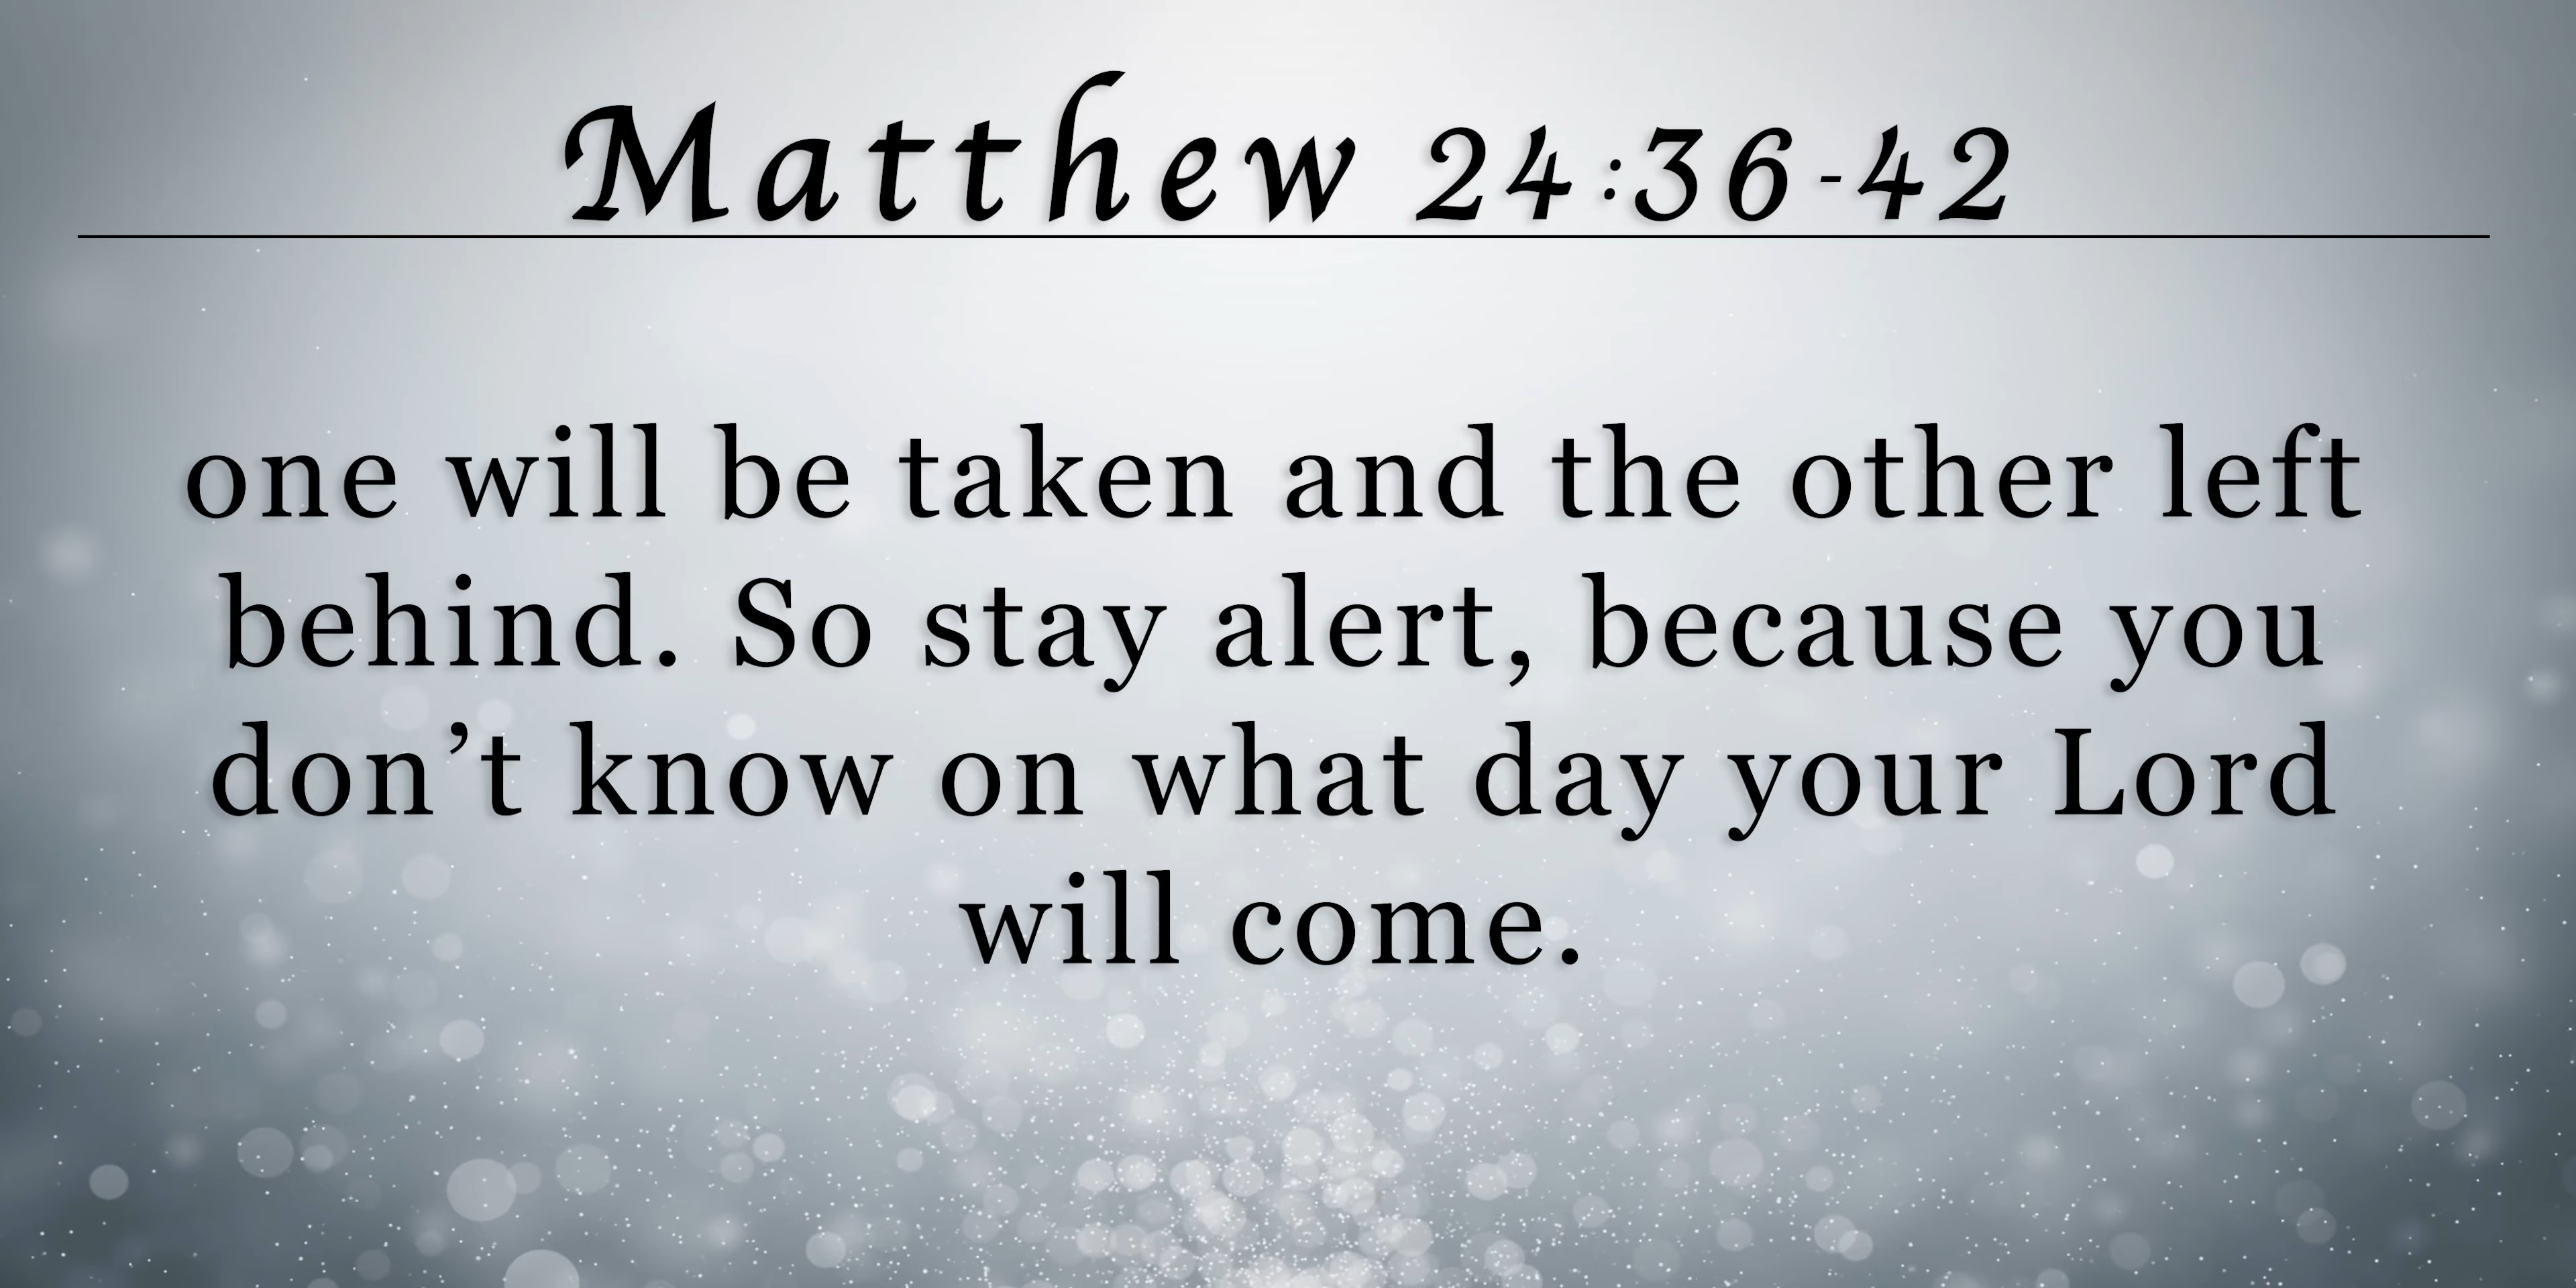 Matthew 24:36-42
one will be taken and the other left
behind. So stay alert, because you
don’t know on what day your Lord
will come.